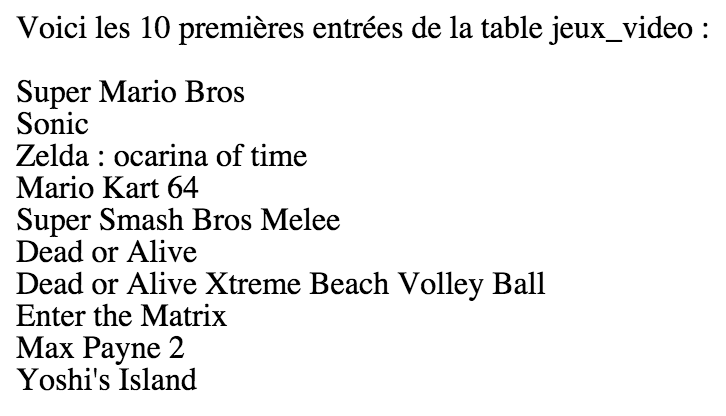 Voici les 10 premières entrées de la table jeux_video :
Super Mario Bros
Sonic
Zelda : ocarina of time
Mario Kart 64
Super Smash Bros Melee
Dead or Alive
Dead or Alive Xtreme Beach Volley Ball
Enter the Matrix
Max Payne 2
Yoshi's Island